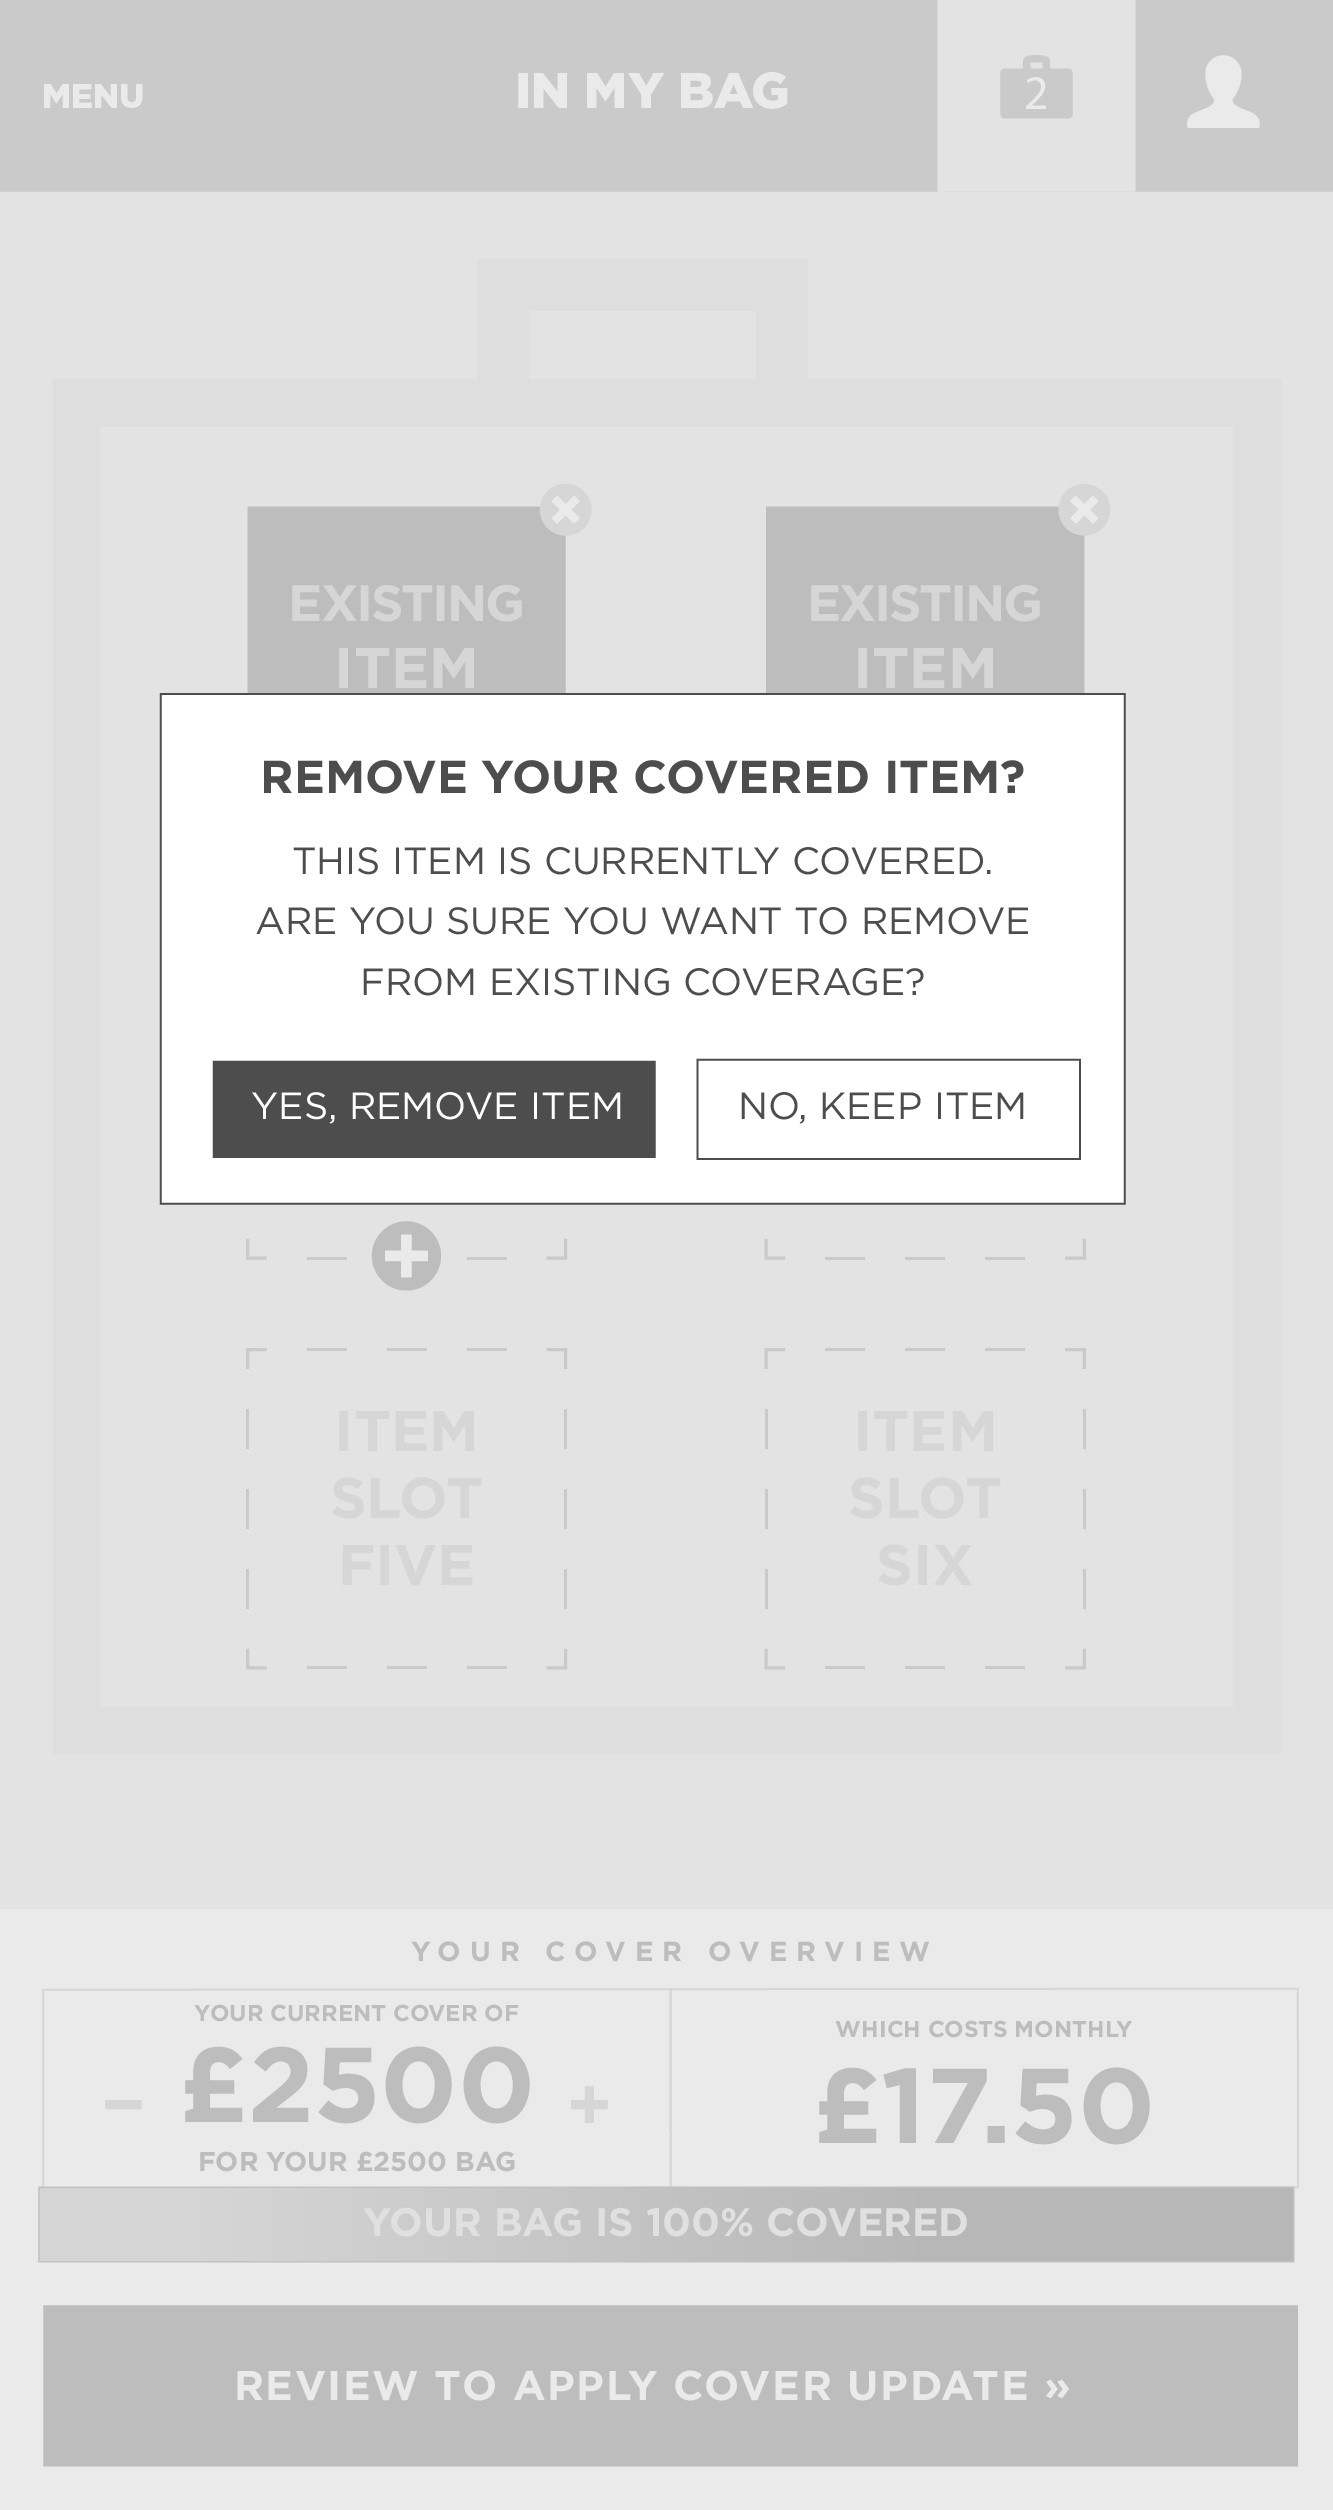 MENU
IN MY BAG
2
EXISTING
ITEM
EXISTING
ITEM
REMOVE YOUR COVERED ITEM?
THIS ITEM IS CURRENTLY COVERED.
ARE YOU SURE YOU WANT TO REMOVE
FROM EXISTING COVERAGE?
YES, REMOVE ITEM
NO, KEEP ITEM
ITEM
SLOT
FIVE
ITEM
SLOT
SIX
YOUR COVER OVERVIEW
YOUR CURRENT COVER OF
– £2500 +
FOR YOUR £2500 BAG
WHICH COSTS MONTHLY
£17.50
YOUR BAG IS 100% COVERED
REVIEW TO APPLY COVER UPDATE »